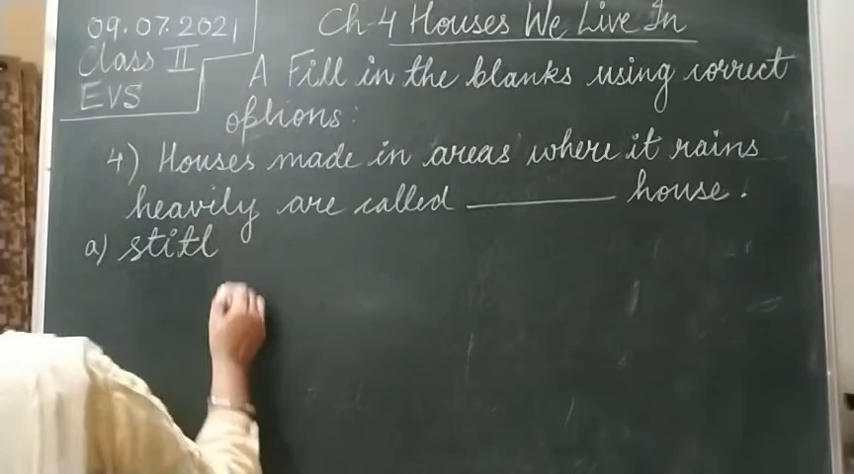 09.07.2021
Class II
EVS
Ch-4 Houses We Live In
A Fill in the blanks using correct
options:
4) Houses made in areas where it rains
heavily are called ________ house.
a) stitl